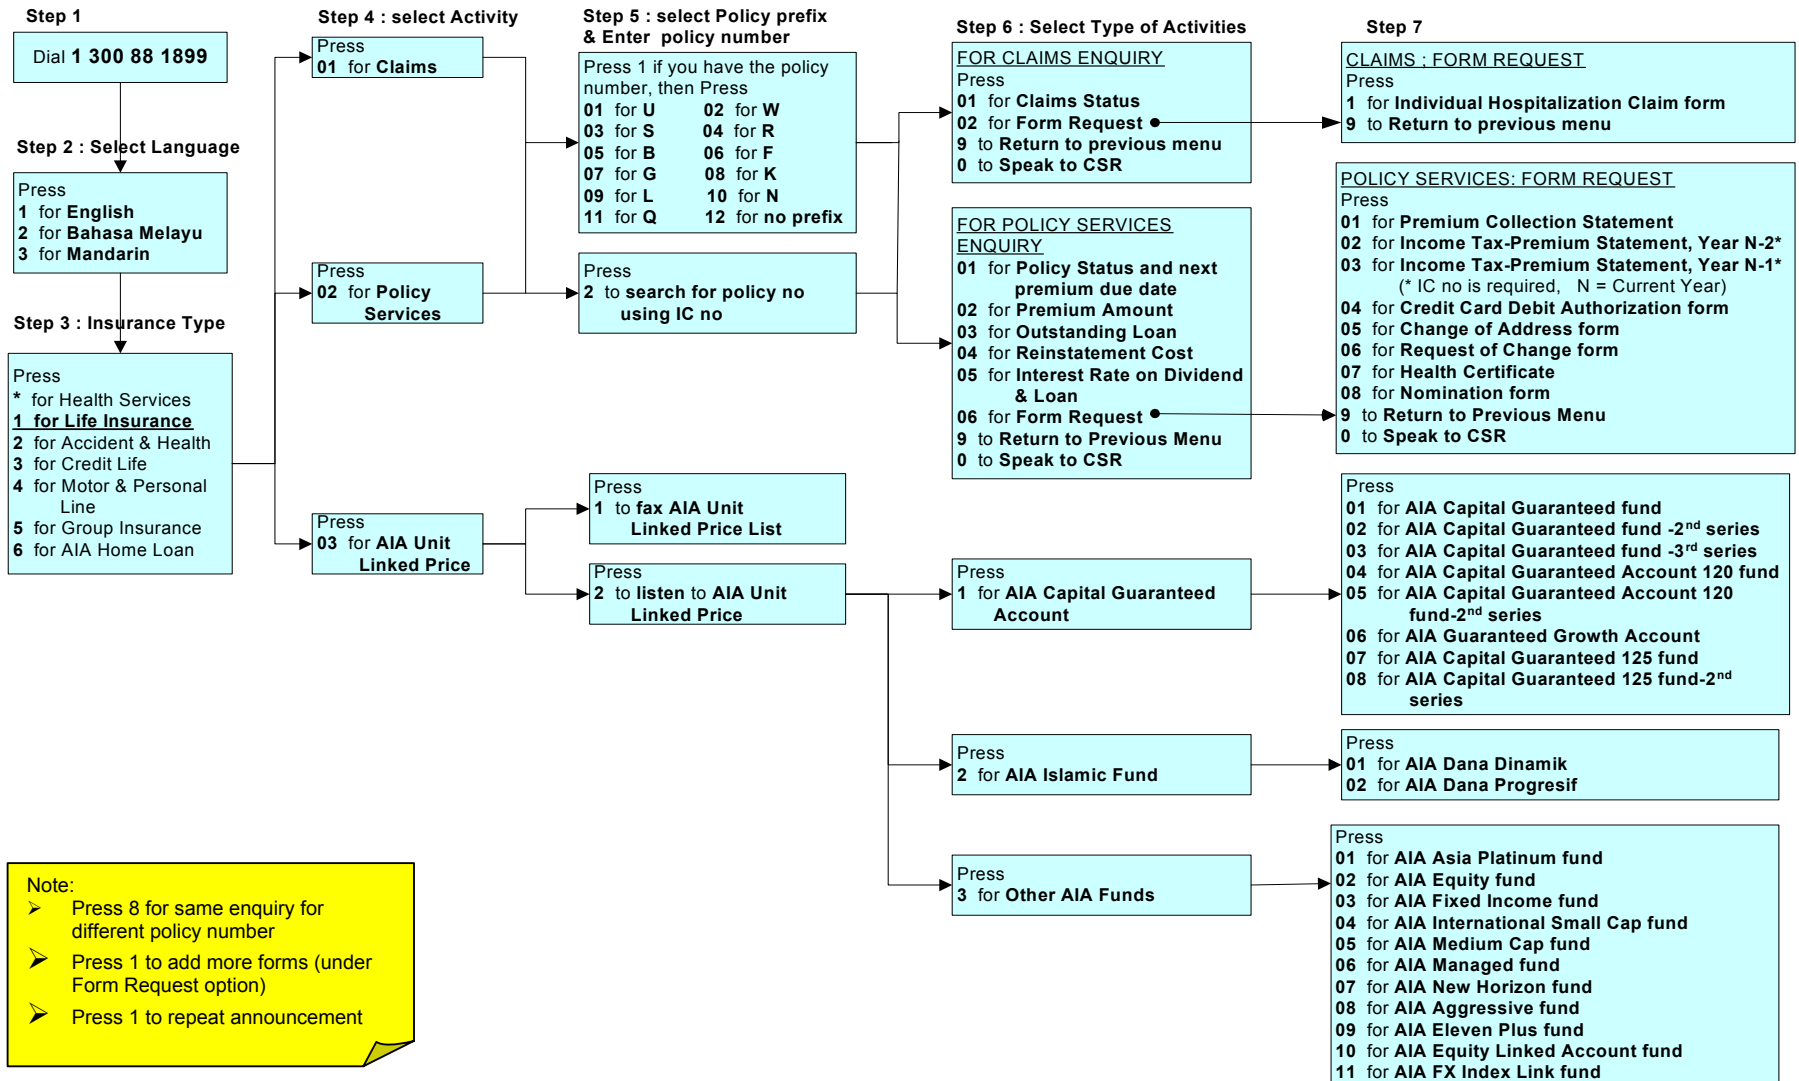 Step 1
Dial 1 300 88 1899
Step 2 : Select Language
Press
1 for English
2 for Bahasa Melayu
3 for Mandarin
Step 3 : Insurance Type
Press
* for Health Services
1 for Life Insurance
2 for Accident & Health
3 for Credit Life
4 for Motor & Personal
Line
5 for Group Insurance
6 for AIA Home Loan
Step 4 : select Activity
Press
01 for Claims
Press
02 for Policy
Services
Press
03 for AIA Unit
Linked Price
Step 5 : select Policy prefix
& Enter policy number
Press 1 if you have the policy
number, then Press
01 for U 02 for W
03 for S 04 for R
05 for B 06 for F
07 for G 08 for K
09 for L 10 for N
11 for Q 12 for no prefix
Press
2 to search for policy no
using IC no
Press
1 to fax AIA Unit
Linked Price List
Press
2 to listen to AIA Unit
Linked Price
Step 6 : Select Type of Activities
FOR CLAIMS ENQUIRY
Press
01 for Claims Status
02 for Form Request
9 to Return to previous menu
0 to Speak to CSR
FOR POLICY SERVICES
ENQUIRY
01 for Policy Status and next
premium due date
02 for Premium Amount
03 for Outstanding Loan
04 for Reinstatement Cost
05 for Interest Rate on Dividend
& Loan
06 for Form Request
9 to Return to Previous Menu
0 to Speak to CSR
Press
1 for AIA Capital Guaranteed
Account
Press
2 for AIA Islamic Fund
Press
3 for Other AIA Funds
Step 7
CLAIMS ; FORM REQUEST
Press
1 for Individual Hospitalization Claim form
9 to Return to previous menu
POLICY SERVICES: FORM REQUEST
Press
01 for Premium Collection Statement
02 for Income Tax-Premium Statement, Year N-2*
03 for Income Tax-Premium Statement, Year N-1*
(* IC no is required, N = Current Year)
04 for Credit Card Debit Authorization form
05 for Change of Address form
06 for Request of Change form
07 for Health Certificate
08 for Nomination form
9 to Return to Previous Menu
0 to Speak to CSR
Press
01 for AIA Capital Guaranteed fund
02 for AIA Capital Guaranteed fund -2nd series
03 for AIA Capital Guaranteed fund -3rd series
04 for AIA Capital Guaranteed Account 120 fund
05 for AIA Capital Guaranteed Account 120
fund-2nd series
06 for AIA Guaranteed Growth Account
07 for AIA Capital Guaranteed 125 fund
08 for AIA Capital Guaranteed 125 fund-2nd
series
Press
01 for AIA Dana Dinamik
02 for AIA Dana Progresif
Press
01 for AIA Asia Platinum fund
02 for AIA Equity fund
03 for AIA Fixed Income fund
04 for AIA International Small Cap fund
05 for AIA Medium Cap fund
06 for AIA Managed fund
07 for AIA New Horizon fund
08 for AIA Aggressive fund
09 for AIA Eleven Plus fund
10 for AIA Equity Linked Account fund
11 for AIA FX Index Link fund
Note:
➢ Press 8 for same enquiry for
different policy number
➢ Press 1 to add more forms (under
Form Request option)
➢ Press 1 to repeat announcement